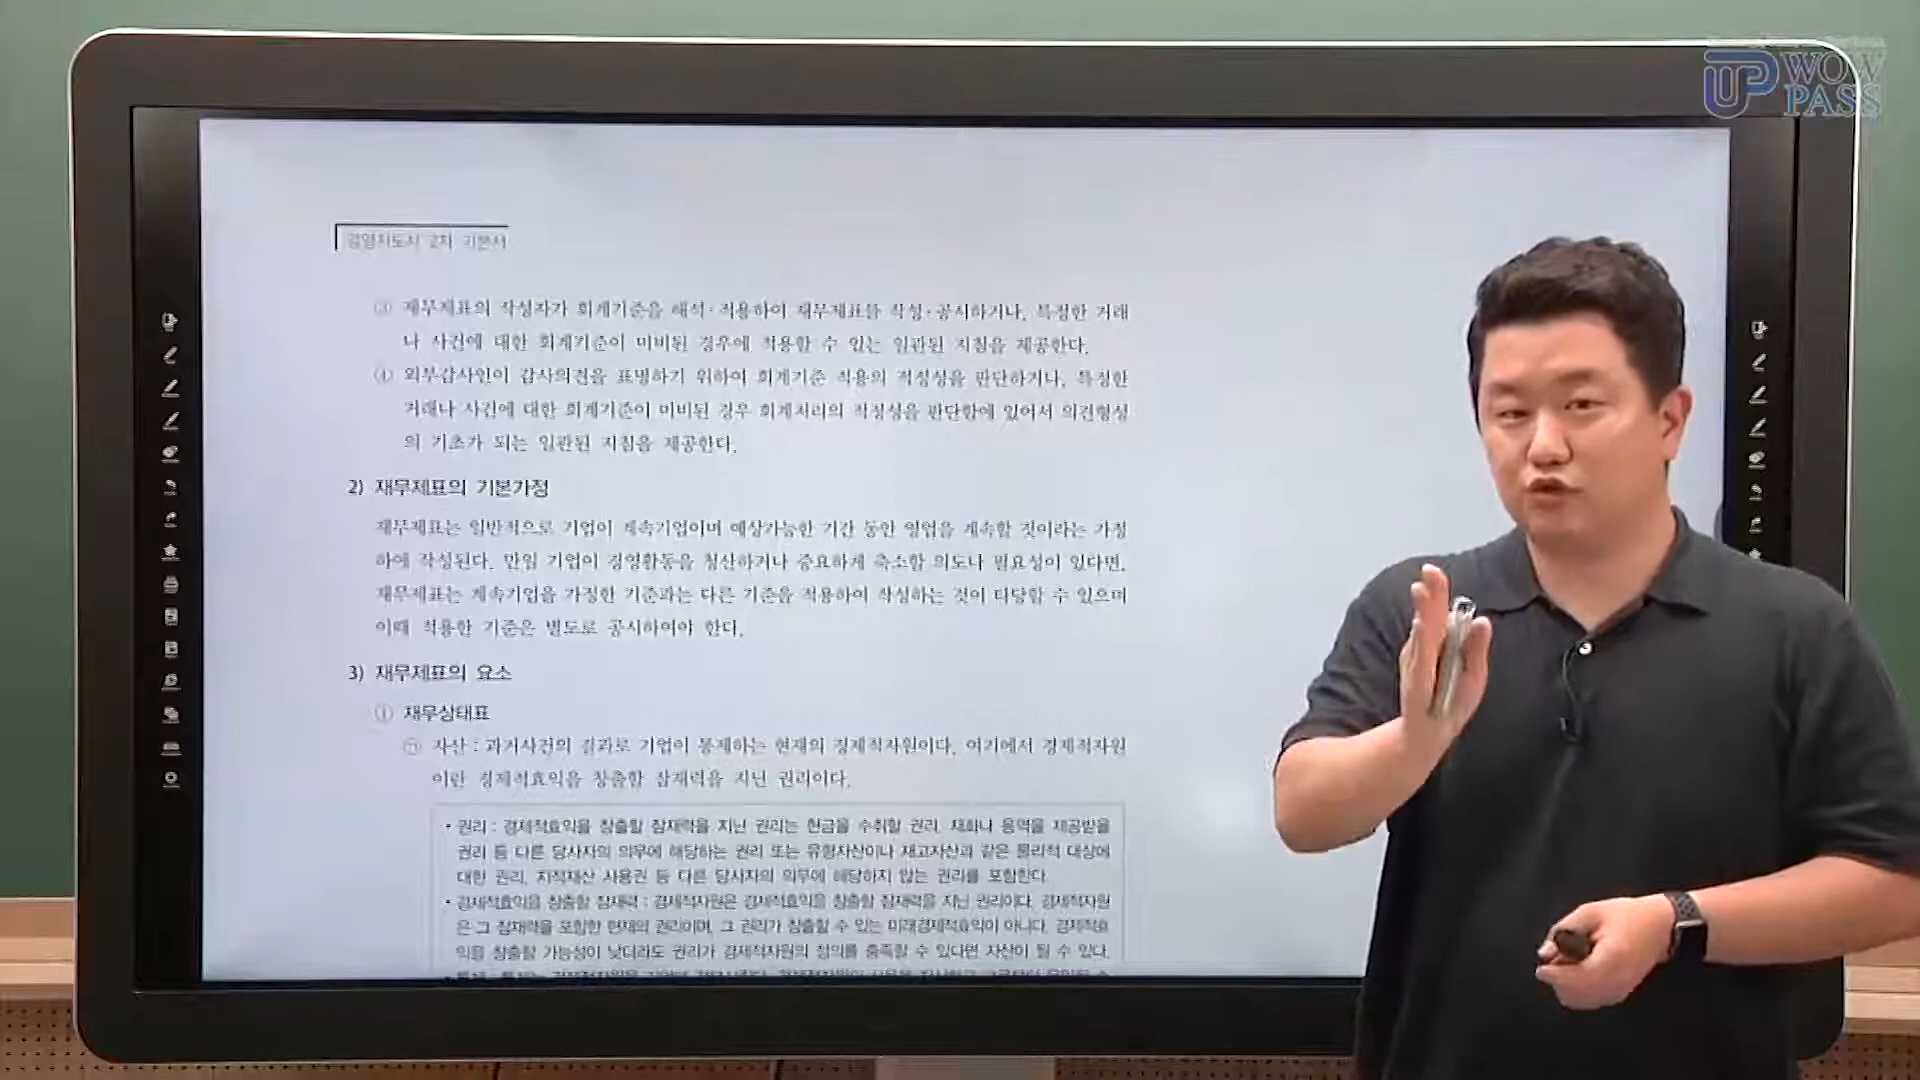 WOW
PASS
경영지도사 2차 기본서
③ 재무제표의 작성자가 회계기준을 해석·적용하여 재무제표를 작성·공시하거나, 특정한 거래
나 사건에 대한 회계기준이 미비된 경우에 적용할 수 있는 일관된 지침을 제공한다.
④ 외부감사인이 감사의견을 표명하기 위하여 회계기준 적용의 적정성을 판단하거나, 특정한
거래나 사건에 대한 회계기준이 미비된 경우 회계처리의 적정성을 판단함에 있어서 의견형성
의 기초가 되는 일관된 지침을 제공한다.
2) 재무제표의 기본가정
재무제표는 일반적으로 기업이 계속기업이며 예상가능한 기간 동안 영업을 계속할 것이라는 가정
하에 작성된다. 만일 기업이 경영활동을 청산하거나 중요하게 축소할 의도나 필요성이 있다면,
재무제표는 계속기업을 가정한 기준과는 다른 기준을 적용하여 작성하는 것이 타당할 수 있으며
이때 적용한 기준은 별도로 공시하여야 한다.
3) 재무제표의 요소
① 재무상태표
㉠ 자산 : 과거사건의 결과로 기업이 통제하는 현재의 경제적자원이다. 여기에서 경제적자원
이란 경제적효익을 창출할 잠재력을 지닌 권리이다.
• 권리 : 경제적효익을 창출할 잠재력을 지닌 권리는 현금을 수취할 권리, 재화나 용역을 제공받을
권리 등 다른 당사자의 의무에 해당하는 권리 또는 유형자산이나 재고자산과 같은 물리적 대상에
대한 권리, 지적재산 사용권 등 다른 당사자의 의무에 해당하지 않는 권리를 포함한다.
• 경제적효익을 창출할 잠재력 : 경제적자원은 경제적효익을 창출할 잠재력을 지닌 권리이다. 경제적자원
은 그 잠재력을 포함한 현재의 권리이며, 그 권리가 창출할 수 있는 미래경제적효익이 아니다. 경제적효
익을 창출할 가능성이 낮더라도 권리가 경제적자원의 정의를 충족할 수 있다면 자산이 될 수 있다.